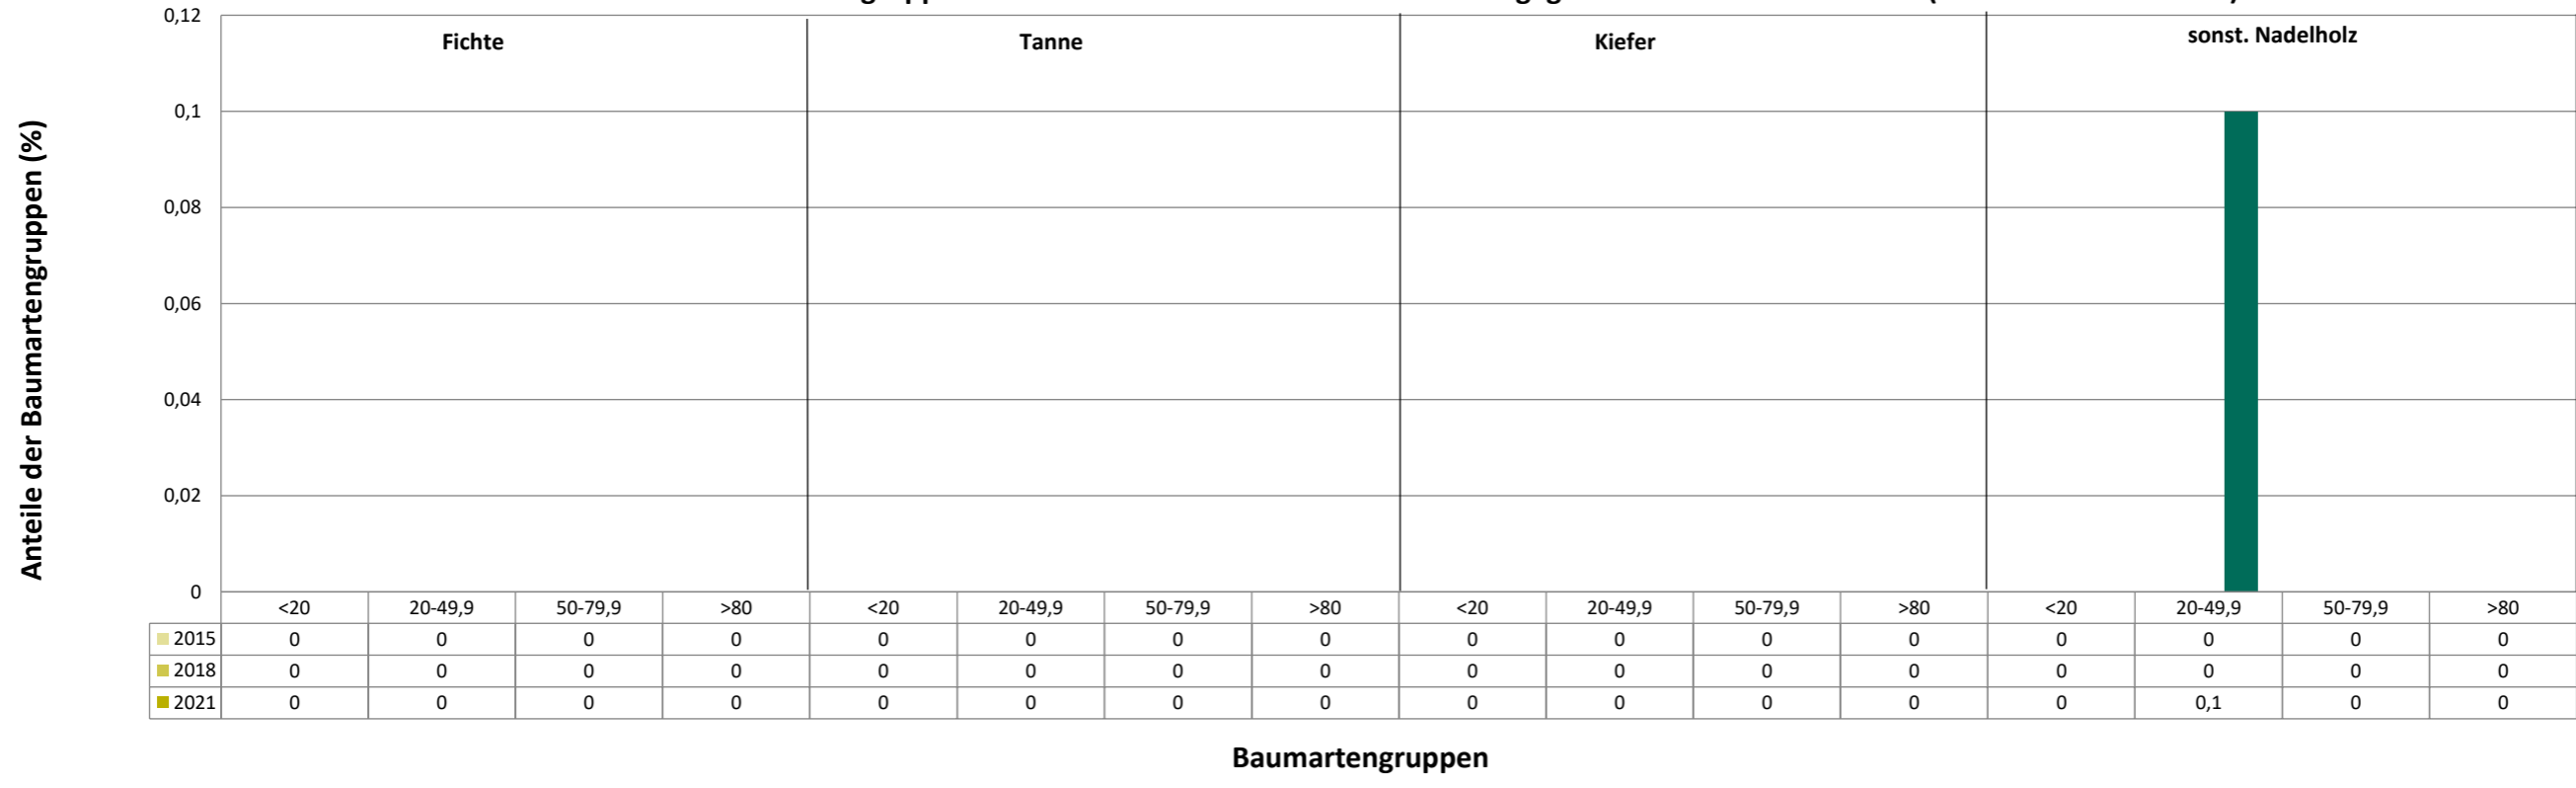 0,12
Fichte Tanne Kiefer sonst. Nadelholz
0,1
0,08
0,06
0,04
0,02
0
Anteile der Baumartengruppen (%)
<20 20-49,9 50-79,9 >80 <20 20-49,9 50-79,9 >80 <20 20-49,9 50-79,9 >80 <20 20-49,9 50-79,9 >80
2015 0 0 0 0 0 0 0 0 0 0 0 0 0 0 0 0
2018 0 0 0 0 0 0 0 0 0 0 0 0 0 0 0 0
2021 0 0 0 0 0 0 0 0 0 0 0 0 0 0,1 0 0
Baumartengruppen